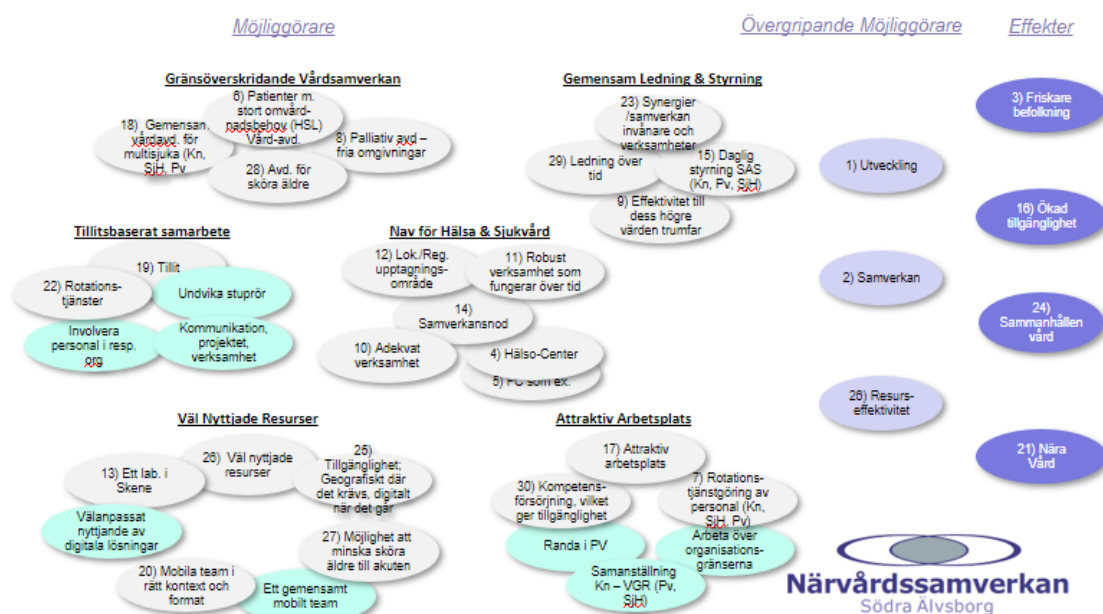 Möjliggörare
Övergripande Möjliggörare
Effekter
Gränsöverskridande Vårdsamverkan
6) Patienter m.
stort omvård-
nadsbehov (HSL)
Vård-avd.
18) Gemensan.
vårdavd. för
multisjuka (Kn,
SjH, Pv
8) Palliativ avd –
fria omgivningar
28) Avd. för
sköra äldre
Gemensam Ledning & Styrning
23) Synergier
/samverkan
invånare och
verksamheter
29) Ledning över
tid
15) Daglig
styrning SAS
(Kn, Pv, SjH)
9) Effektivitet till
dess högre
värden trumfar
Tillitsbaserat samarbete
19) Tillit
22) Rotations-
tjänster
Undvika stuprör
Involvera
personal i resp.
org
Kommunikation,
projektet,
verksamhet
Nav för Hälsa & Sjukvård
12) Lok./Reg.
upptagnings-
område
11) Robust
verksamhet som
fungerar över tid
14)
Samverkansnod
10) Adekvat
verksamhet
4) Hälso-Center
5) FC som ex.
Väl Nyttjade Resurser
26) Väl nyttjade
resurser
13) Ett lab. i
Skene
25)
Tillgänglighet;
Geografiskt där
det krävs, digitalt
när det går
Välanpassat
nyttjande av
digitala lösningar
27) Möjlighet att
minska sköra
äldre till akuten
20) Mobila team i
rätt kontext och
format
Ett gemensamt
mobilt team
Attraktiv Arbetsplats
17) Attraktiv
arbetsplats
30) Kompetens-
försörjning, vilket
ger tillgänglighet
7) Rotations-
tjänstgöring av
personal (Kn,
SjH, Pv)
Randa i PV
Arbeta över
organisations-
gränserna
Samanställning
Kn – VGR (Pv,
SjH)
1) Utveckling
2) Samverkan
26) Resurs-
effektivitet
3) Friskare
befolkning
16) Ökad
tillgänglighet
24)
Sammanhållen
vård
21) Nära
Vård
Närvårdssamverkan
Södra Älvsborg